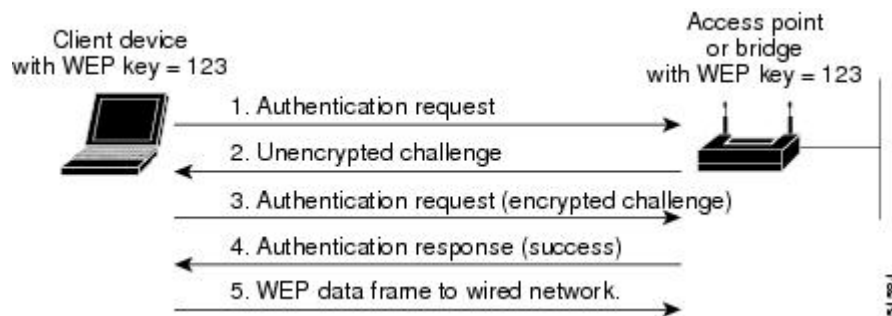 Client device
with WEP key = 123
Access point
or bridge
with WEP key = 123
1. Authentication request
2. Unencrypted challenge
3. Authentication request (encrypted challenge)
4. Authentication response (success)
5. WEP data frame to wired network.